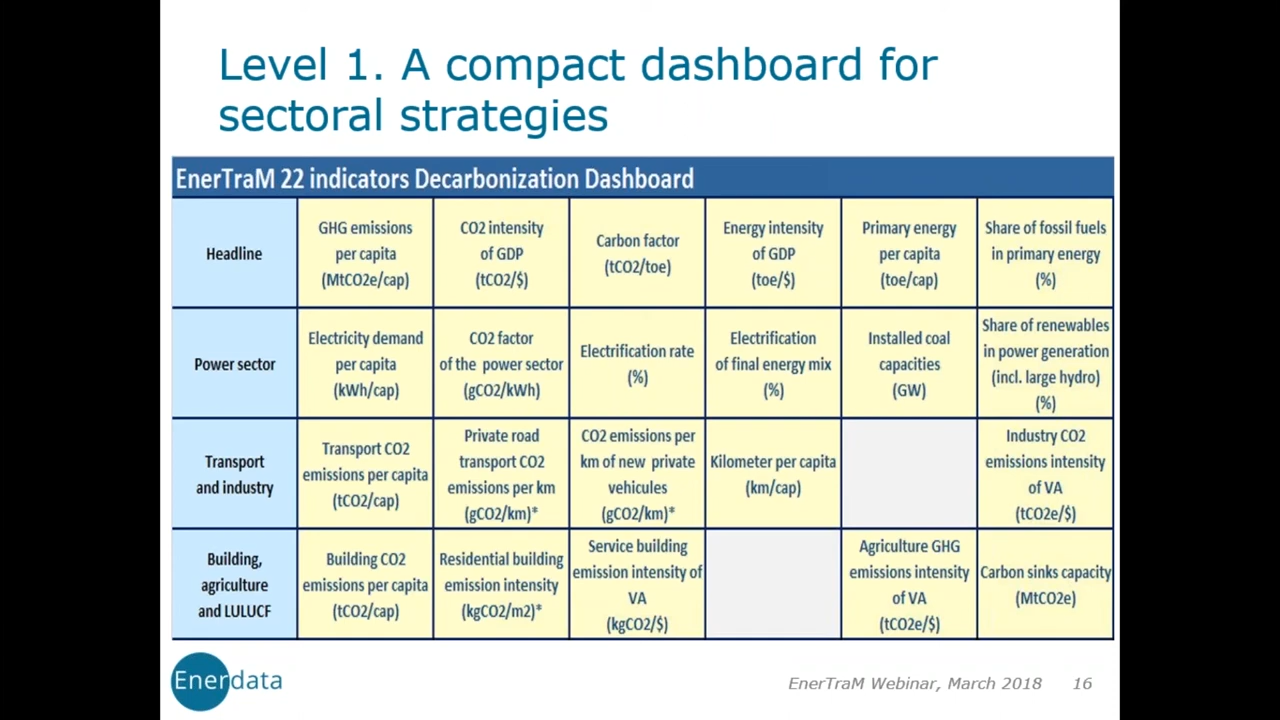 Level 1. A compact dashboard for
sectoral strategies
EnerTraM 22 indicators Decarbonization Dashboard
Headline
GHG emissions
per capita
(MtCO2e/cap)
CO2 intensity
of GDP
(tCO2/$)
Carbon factor
(tCO2/toe)
Energy intensity
of GDP
(toe/$)
Primary energy
per capita
(toe/cap)
Share of fossil fuels
in primary energy
(%)
Power sector
Electricity demand
per capita
(kWh/cap)
CO2 factor
of the power sector
(gCO2/kWh)
Electrification rate
(%)
Electrification
of final energy mix
(%)
Installed coal
capacities
(GW)
Share of renewables
in power generation
(incl. large hydro)
(%)
Transport
and industry
Transport CO2
emissions per capita
(tCO2/cap)
Private road
transport CO2
emissions per km
(gCO2/km)*
CO2 emissions per
km of new private
vehicles
(gCO2/km)*
Kilometer per capita
(km/cap)
Industry CO2
emissions intensity
of VA
(tCO2e/$)
Building,
agriculture
and LULUCF
Building CO2
emissions per capita
(tCO2/cap)
Residential building
emission intensity
(kgCO2/m2)*
Service building
emission intensity of
VA
(kgCO2/$)
Agriculture GHG
emissions intensity
of VA
(tCO2e/$)
Carbon sinks capacity
(MtCO2e)
Enerdata
EnerTraM Webinar, March 2018 16